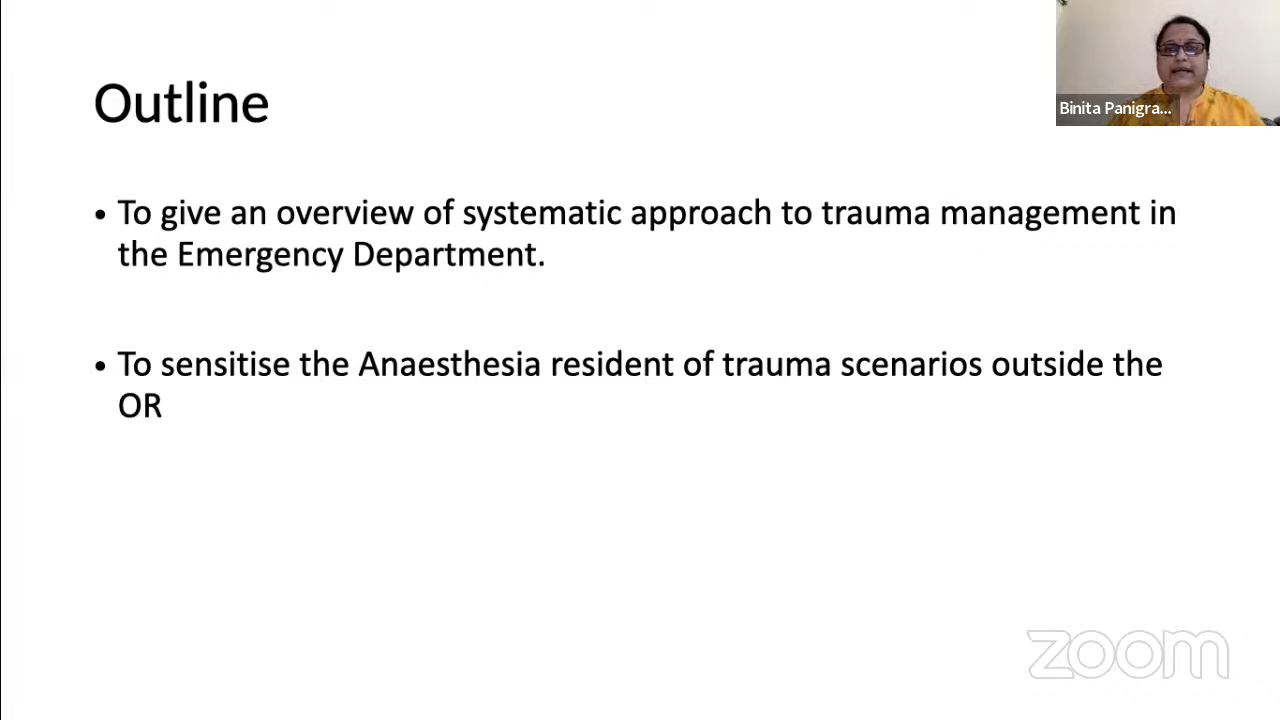 Outline
Binita Panigra...
• To give an overview of systematic approach to trauma management in
the Emergency Department.
• To sensitise the Anaesthesia resident of trauma scenarios outside the
OR
zoom